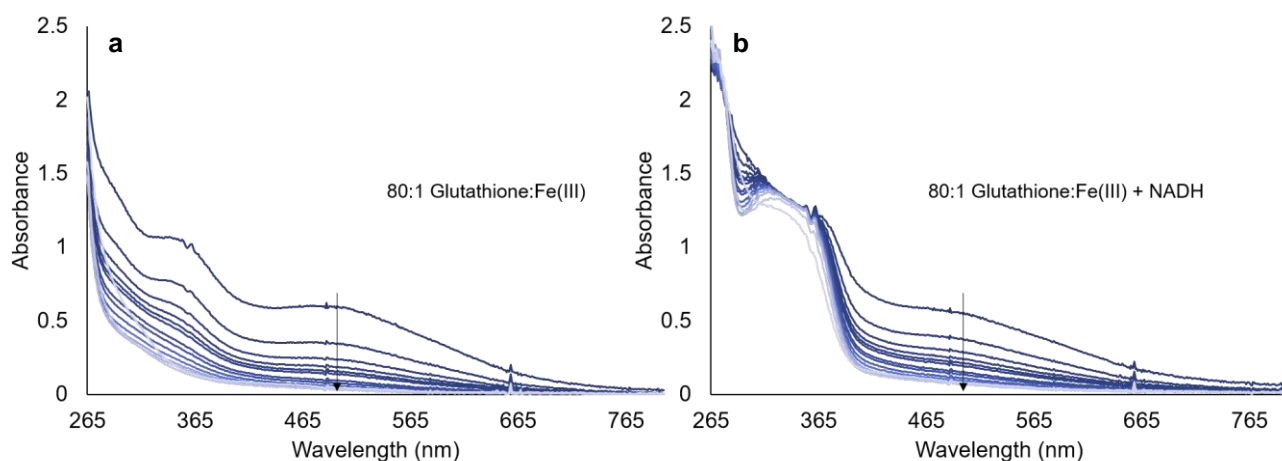 a
2.5
2
1.5
1
0.5
0
Absorbance
80:1 Glutathione:Fe(III)
265 365 465 565 665 765
Wavelength (nm)
b
2.5
2
1.5
1
0.5
0
Absorbance
80:1 Glutathione:Fe(III) + NADH
265 365 465 565 665 765
Wavelength (nm)